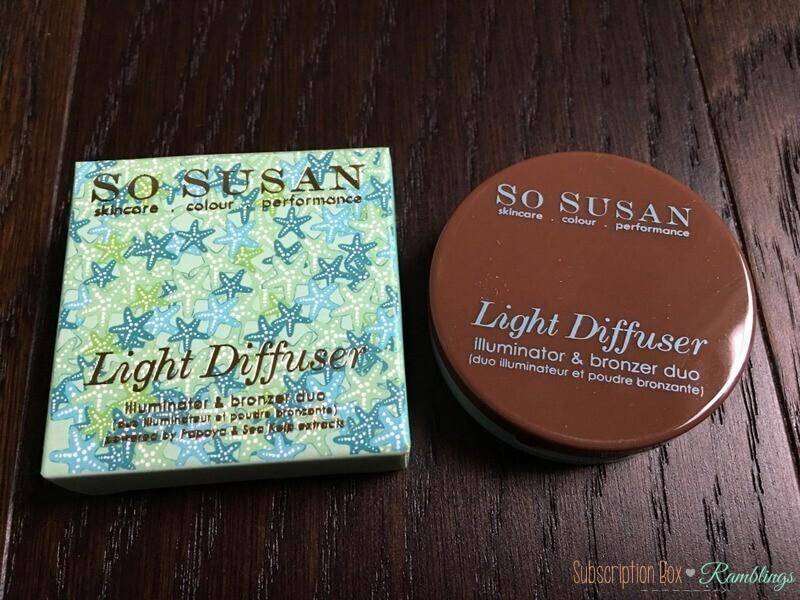 SO SUSAN
skincare . colour . performance
Light Diffuser
illuminator & bronzer duo
(duo illuminateur et poudre bronzante)
powered by Papaya & Sea Kelp extracts
SO SUSAN
skincare . colour . performance
Light Diffuser
illuminator & bronzer duo
(duo illuminateur et poudre bronzante)
Subscription Box Ramblings